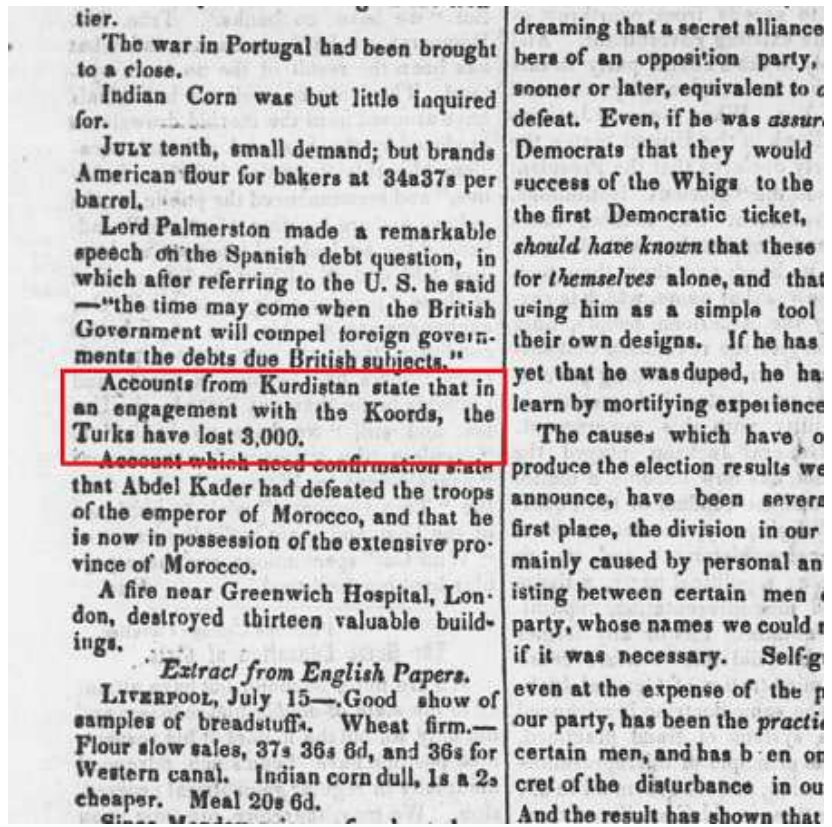 tier.
The war in Portugal had been brought
to a close.
Indian Corn was but little inquired
for.
JULY tenth, small demand; but brands
American flour for bakers at 34a37s per
barrel.
Lord Palmerston made a remarkable
speech on the Spanish debt question, in
which after referring to the U. S. he said
—"the time may come when the British
Government will compel foreign govern-
ments the debts due British subjects."
Accounts from Kurdistan state that in
an engagement with the Koords, the
Turks have lost 3,000.
Account which need confirmation state
that Abdel Kader had defeated the troops
of the emperor of Morocco, and that he
is now in possession of the extensive pro-
vince of Morocco.
A fire near Greenwich Hospital, Lon-
don, destroyed thirteen valuable build-
ings.
Extract from English Papers.
LIVERPOOL, July 15—.Good show of
samples of breadstuffs. Wheat firm.—
Flour slow sales, 37s 36s 6d, and 36s for
Western canal. Indian corn dull, 1s a 2s
cheaper. Meal 20s 6d.
dreaming that a secret alliance
bers of an opposition party,
sooner or later, equivalent to
defeat. Even, if he was assur
Democrats that they would
success of the Whigs to the
the first Democratic ticket,
should have known that these
for themselves alone, and that
using him as a simple tool
their own designs. If he has
yet that he was duped, he ha
learn by mortifying experience
The causes which have o
produce the election results we
announce, have been severa
first place, the division in our
mainly caused by personal an
isting between certain men
party, whose names we could
if it was necessary. Self-g
even at the expense of the p
our party, has been the practi
certain men, and has b en on
cret of the disturbance in ou
And the result has shown that